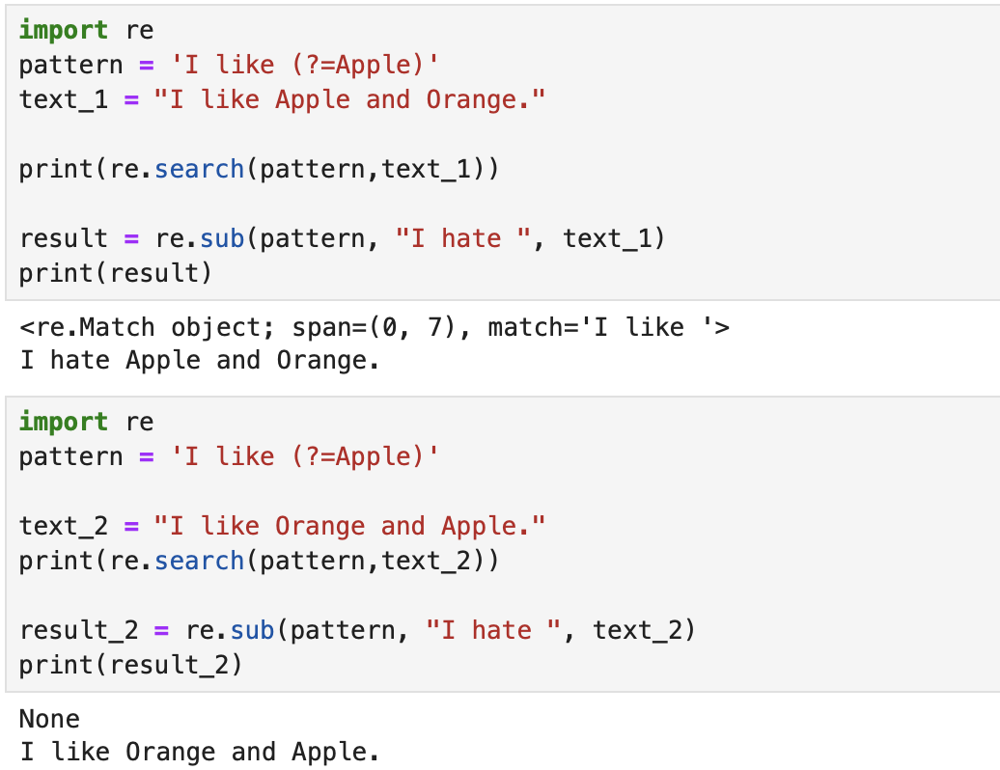 import re
pattern = 'I like (?=Apple)'
text_1 = "I like Apple and Orange."
print(re.search(pattern,text_1))
result = re.sub(pattern, "I hate ", text_1)
print(result)
<re.Match object; span=(0, 7), match='I like '>
I hate Apple and Orange.
import re
pattern = 'I like (?=Apple)'
text_2 = "I like Orange and Apple."
print(re.search(pattern,text_2))
result_2 = re.sub(pattern, "I hate ", text_2)
print(result_2)
None
I like Orange and Apple.